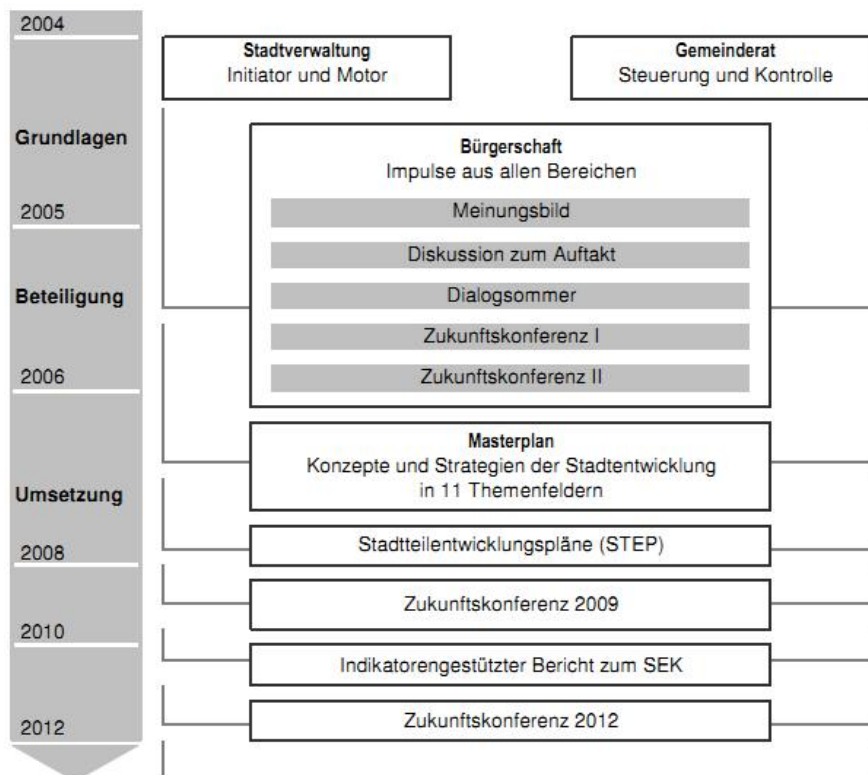 2004
Stadtverwaltung
Initiator und Motor
Gemeinderat
Steuerung und Kontrolle
Grundlagen
Bürgerschaft
Impulse aus allen Bereichen
2005
Meinungsbild
Diskussion zum Auftakt
Beteiligung
Dialogsommer
Zukunftskonferenz I
2006
Zukunftskonferenz II
Masterplan
Konzepte und Strategien der Stadtentwicklung
in 11 Themenfeldern
Umsetzung
2008
Stadtteilentwicklungspläne (STEP)
Zukunftskonferenz 2009
2010
Indikatorengestützter Bericht zum SEK
2012
Zukunftskonferenz 2012